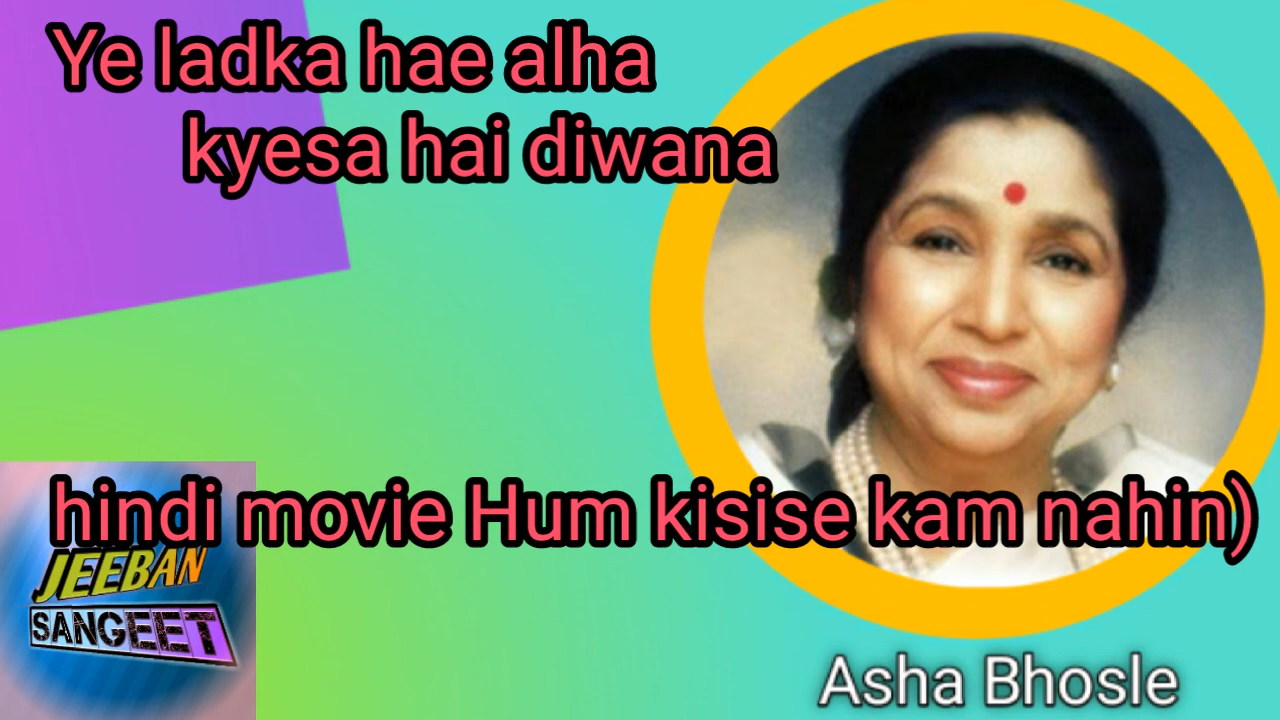 Ye ladka hae alha
kyesa hai diwana
hindi movie Hum kisise kam nahin)
JEEBAN
SANGEET
Asha Bhosle